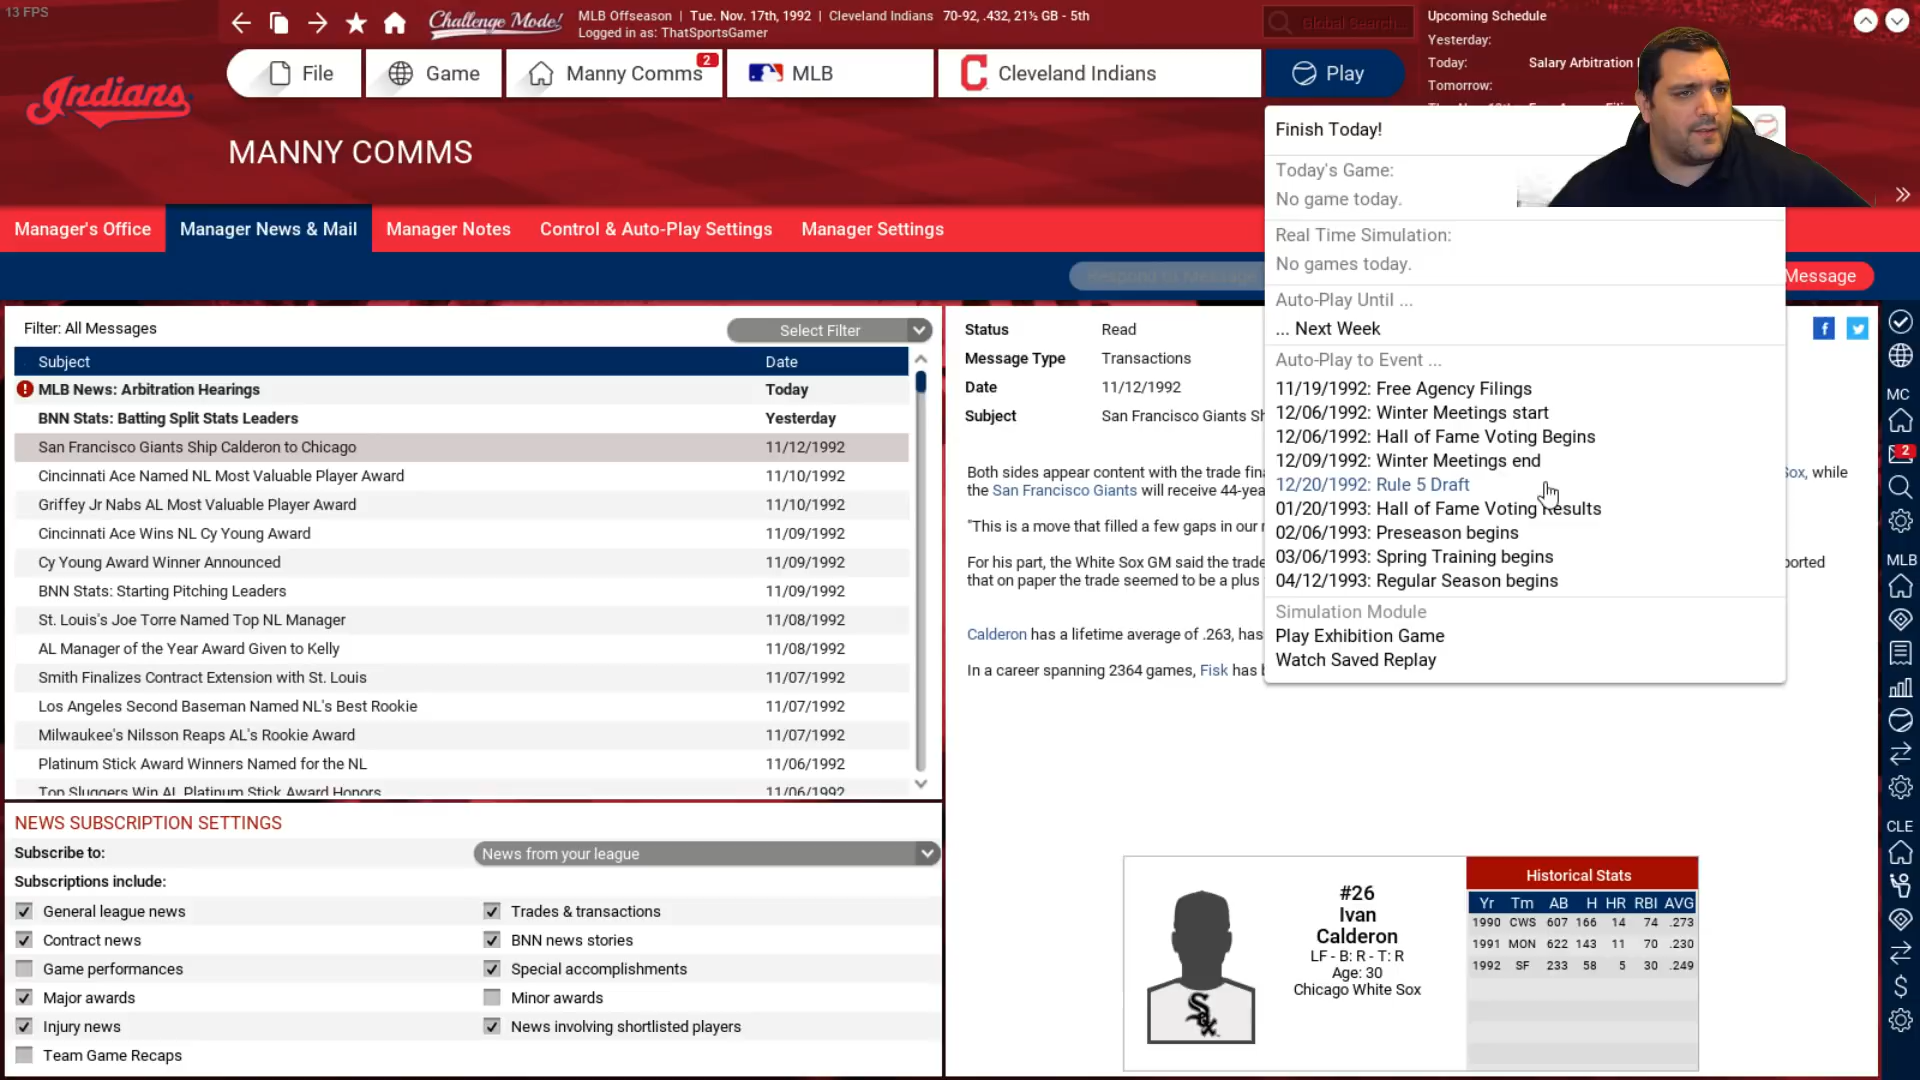 13 FPS
Challenge Mode!
MLB Offseason | Tue. Nov. 17th, 1992 | Cleveland Indians 70-92, .432, 21½ GB - 5th
Logged in as: ThatSportsGamer
Global Search...
Upcoming Schedule
Yesterday:
Today: Salary Arbitration
Tomorrow:
Indians
File
Game
Manny Comms
2
MLB
Cleveland Indians
Play
MANNY COMMS
Manager's Office
Manager News & Mail
Manager Notes
Control & Auto-Play Settings
Manager Settings
Respond to Message
Message
Finish Today!
Today's Game:
No game today.
Real Time Simulation:
No games today.
Auto-Play Until ...
... Next Week
Auto-Play to Event ...
11/19/1992: Free Agency Filings
12/06/1992: Winter Meetings start
12/06/1992: Hall of Fame Voting Begins
12/09/1992: Winter Meetings end
12/20/1992: Rule 5 Draft
01/20/1993: Hall of Fame Voting Results
02/06/1993: Preseason begins
03/06/1993: Spring Training begins
04/12/1993: Regular Season begins
Simulation Module
Play Exhibition Game
Watch Saved Replay
Filter: All Messages
Select Filter
Subject Date
MLB News: Arbitration Hearings Today
BNN Stats: Batting Split Stats Leaders Yesterday
San Francisco Giants Ship Calderon to Chicago 11/12/1992
Cincinnati Ace Named NL Most Valuable Player Award 11/10/1992
Griffey Jr Nabs AL Most Valuable Player Award 11/10/1992
Cincinnati Ace Wins NL Cy Young Award 11/09/1992
Cy Young Award Winner Announced 11/09/1992
BNN Stats: Starting Pitching Leaders 11/09/1992
St. Louis's Joe Torre Named Top NL Manager 11/08/1992
AL Manager of the Year Award Given to Kelly 11/08/1992
Smith Finalizes Contract Extension with St. Louis 11/07/1992
Los Angeles Second Baseman Named NL's Best Rookie 11/07/1992
Milwaukee's Nilsson Reaps AL's Rookie Award 11/07/1992
Platinum Stick Award Winners Named for the NL 11/06/1992
Top Sluggers Win AL Platinum Stick Award Honors 11/06/1992
Status Read
Message Type Transactions
Date 11/12/1992
Subject San Francisco Giants
Both sides appear content with the trade Sox, while
the San Francisco Giants will receive
"This is a move that filled a few gaps in our
For his part, the White Sox GM said the trade
that on paper the trade seemed to be a plus
Calderon has a lifetime average of .263, has
In a career spanning 2364 games, Fisk has
NEWS SUBSCRIPTION SETTINGS
Subscribe to: News from your league
Subscriptions include:
General league news
Trades & transactions
Contract news
BNN news stories
Game performances
Special accomplishments
Major awards
Minor awards
Injury news
News involving shortlisted players
Team Game Recaps
#26
Ivan
Calderon
LF - B: R - T: R
Age: 30
Chicago White Sox
Historical Stats
Yr Tm AB H HR RBI AVG
1990 CWS 607 166 14 74 .273
1991 MON 622 143 11 70 .230
1992 SF 233 58 5 30 .249
MC
2
MLB
CLE